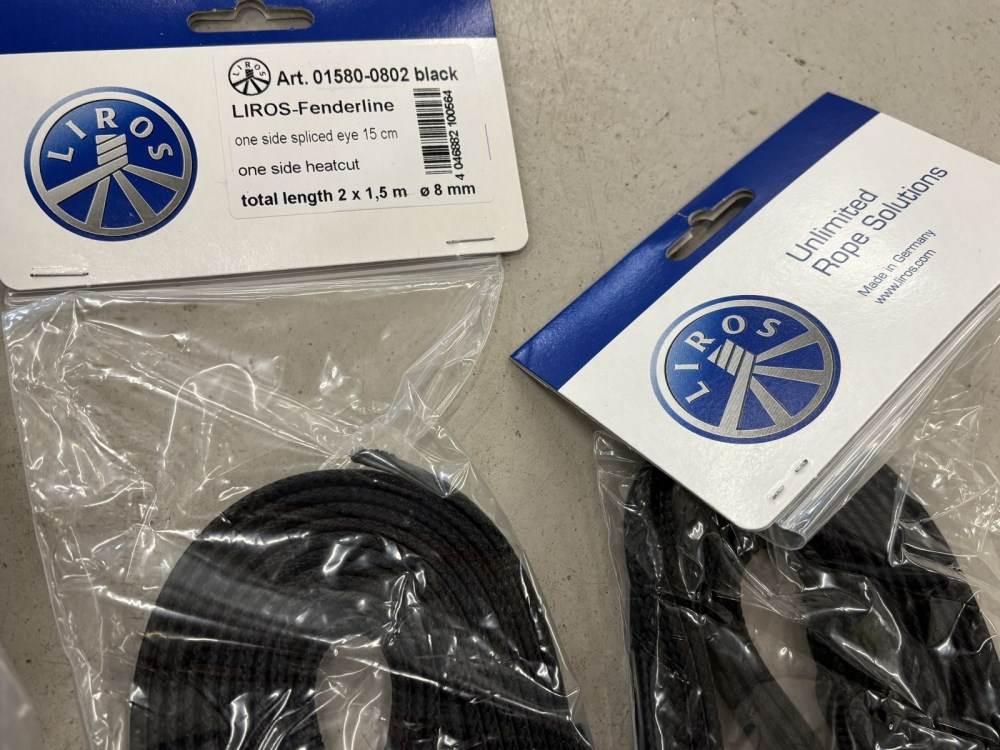 LIROS
LIROS
Art. 01580-0802 black
LIROS-Fenderline
one side spliced eye 15 cm
one side heatcut
total length 2 x 1,5 m ø 8 mm
4 046882 100564
Unlimited
Rope Solutions
Made in Germany
www.liros.com
LIROS